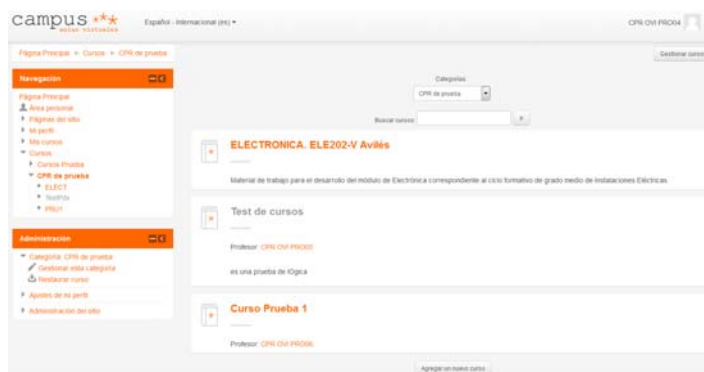 campus
aulas virtuales
Español - Internacional (es)
CPR OVI PRO04
Página Principal Cursos CPR de prueba
Gestionar cursos
Navegación
Página Principal
Área personal
Páginas del sitio
Mi perfil
Mis cursos
Cursos
Cursos Prueba
CPR de prueba
ELECT
PRU1
Administración
Categoría: CPR de prueba
Gestionar esta categoría
Restaurar curso
Ajustes de mi perfil
Administración del sitio
Categorías:
CPR de prueba
Buscar cursos:
Ir
ELECTRONICA. ELE202-V Avilés
Material de trabajo para el desarrollo del módulo de Electrónica correspondiente al ciclo formativo de grado medio de Instalaciones Eléctricas.
Test de cursos
Profesor: CPR OVI PRO05
es una prueba de lógica
Curso Prueba 1
Profesor: CPR OVI PRO06
Agregar un nuevo curso